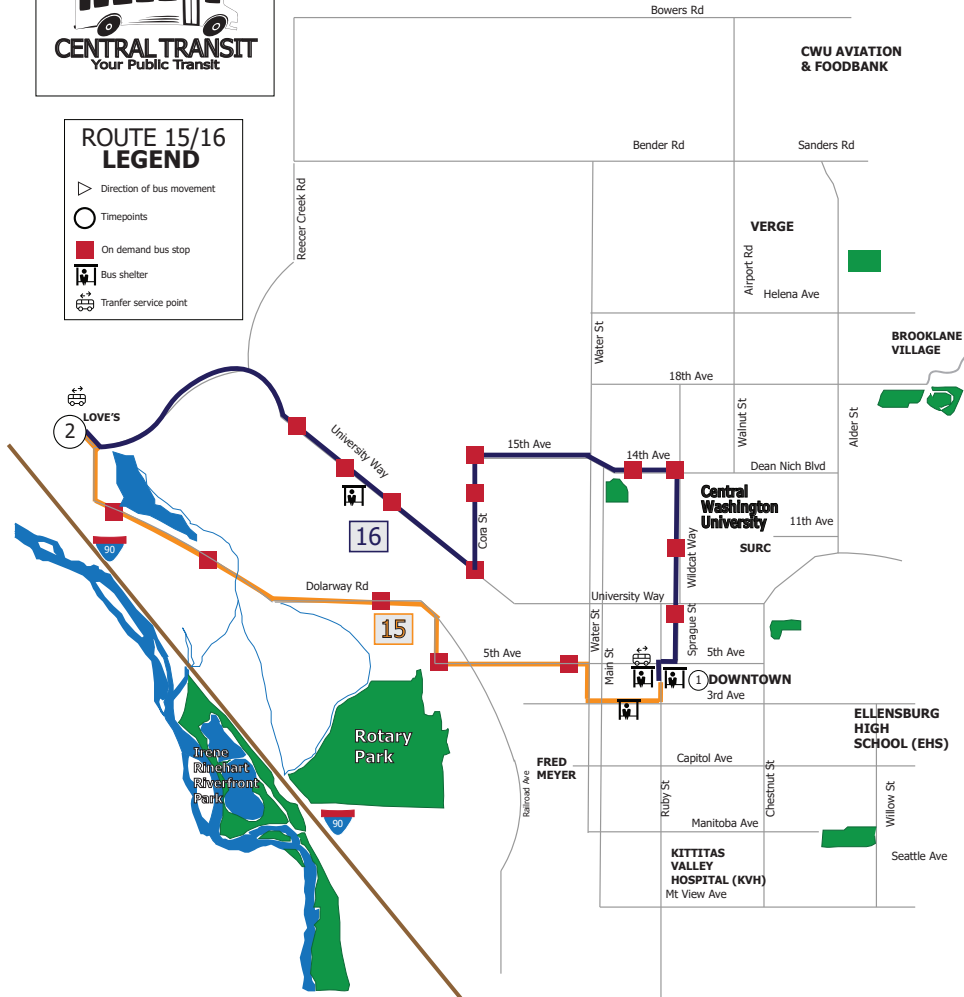 CENTRAL TRANSIT
Your Public Transit
ROUTE 15/16
LEGEND
Direction of bus movement
Timepoints
On demand bus stop
Bus shelter
Tranfer service point
Bowers Rd
CWU AVIATION
& FOODBANK
Bender Rd
Sanders Rd
Reecer Creek Rd
VERGE
Airport Rd
Helena Ave
Water St
BROOKLANE
VILLAGE
18th Ave
Walnut St
Alder St
LOVE'S
2
University Way
15th Ave
14th Ave
Dean Nich Blvd
Central
Washington
University
11th Ave
SURC
16
Cora St
Wildcat Way
90
Dolarway Rd
University Way
15
Water St
Main St
Sprague St
5th Ave
5th Ave
1
DOWNTOWN
3rd Ave
ELLENSBURG
HIGH
SCHOOL (EHS)
Rotary
Park
Irene
Rinehart
Riverfront
Park
FRED
MEYER
Capitol Ave
Railroad Ave
Ruby St
Chestnut St
Willow St
90
Manitoba Ave
KITTITAS
VALLEY
HOSPITAL (KVH)
Seattle Ave
Mt View Ave